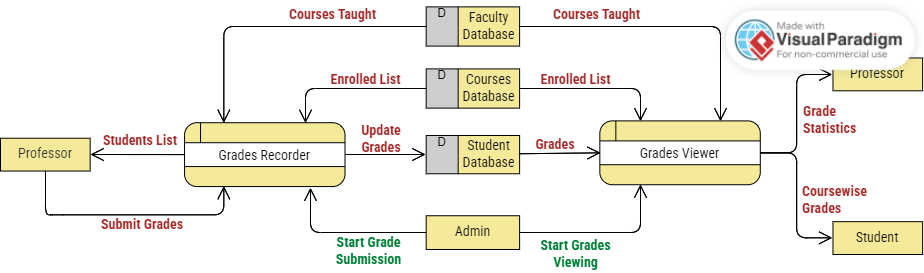 Courses Taught
D
Faculty
Database
Courses Taught
Made with
Visual Paradigm
For non-commercial use
Enrolled List
D
Courses
Database
Enrolled List
Professor
Grade
Statistics
Professor
Students List
Grades Recorder
Update
Grades
D
Student
Database
Grades
Grades Viewer
Submit Grades
Start Grade
Submission
Admin
Start Grades
Viewing
Coursewise
Grades
Student